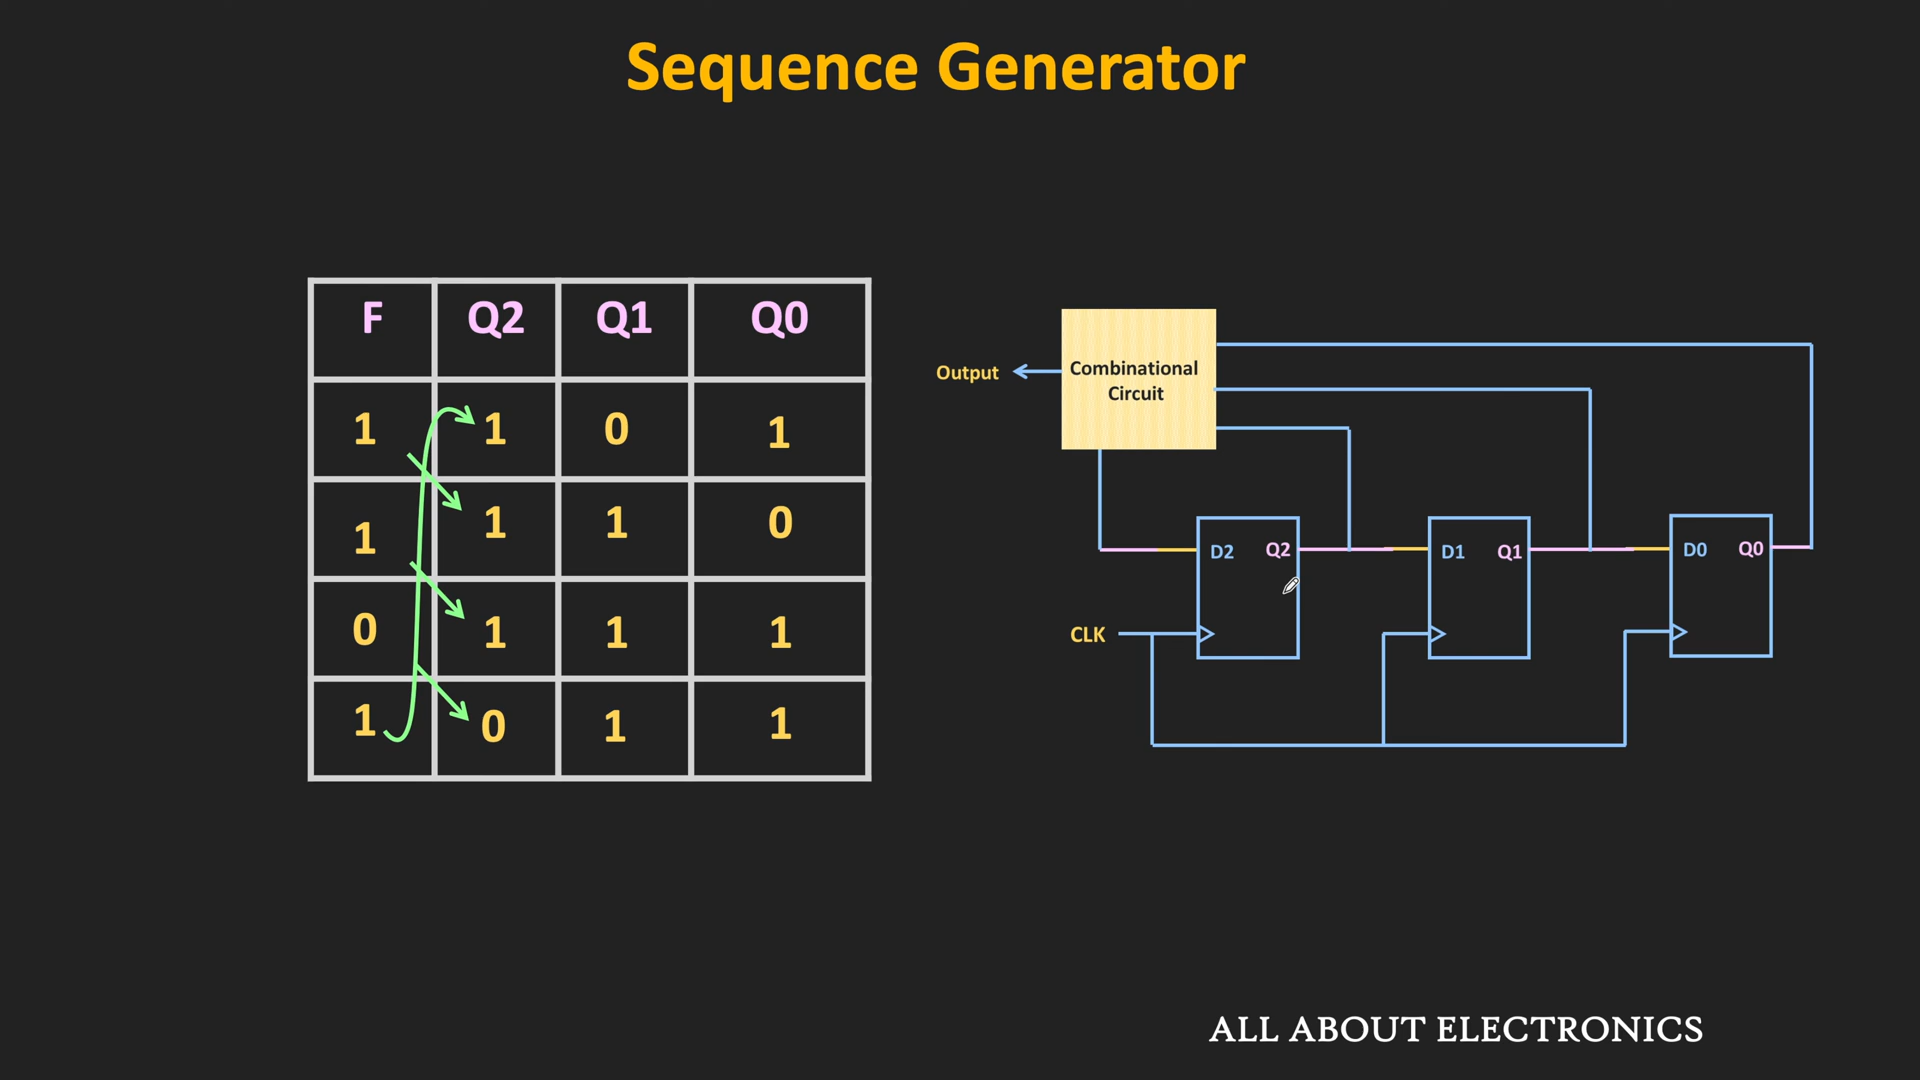 Sequence Generator
F Q2 Q1 Q0
1 1 0 1
1 1 1 0
0 1 1 1
1 0 1 1
Output
Combinational
Circuit
D2 Q2 D1 Q1 D0 Q0
CLK
ALL ABOUT ELECTRONICS